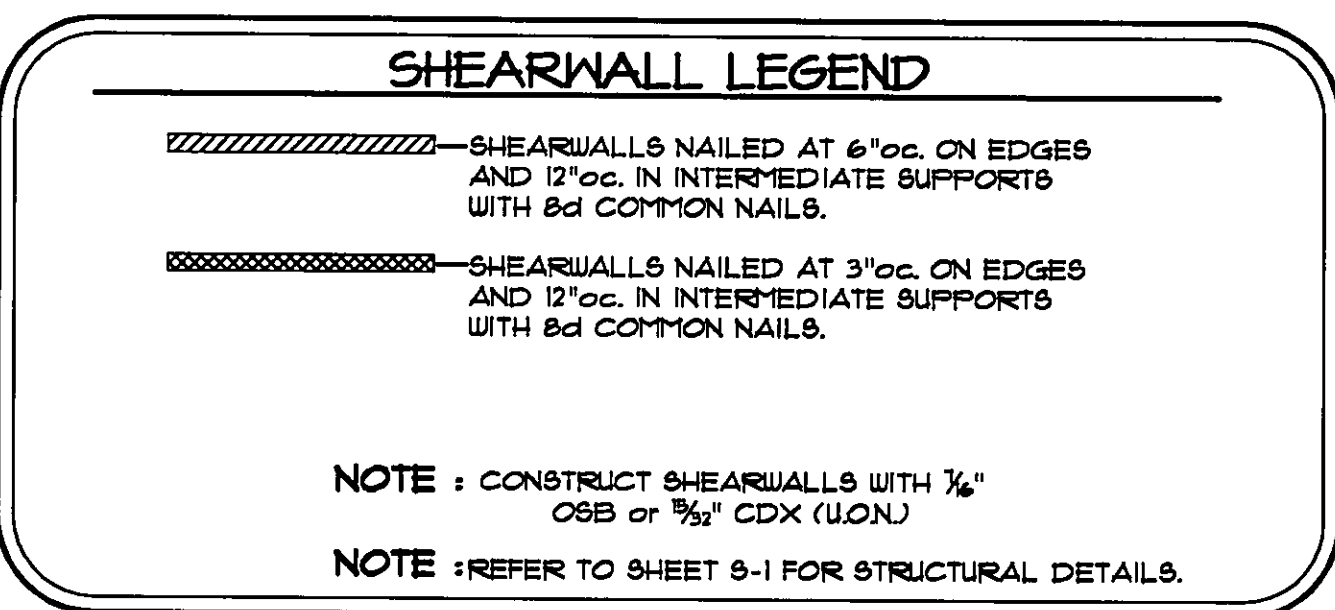 SHEARWALL LEGEND
SHEARWALLS NAILED AT 6"oc. ON EDGES
AND 12"oc. IN INTERMEDIATE SUPPORTS
WITH 8d COMMON NAILS.
SHEARWALLS NAILED AT 3"oc. ON EDGES
AND 12"oc. IN INTERMEDIATE SUPPORTS
WITH 8d COMMON NAILS.
NOTE : CONSTRUCT SHEARWALLS WITH 7/16"
OSB or 15/32" CDX (U.O.N.)
NOTE : REFER TO SHEET S-1 FOR STRUCTURAL DETAILS.